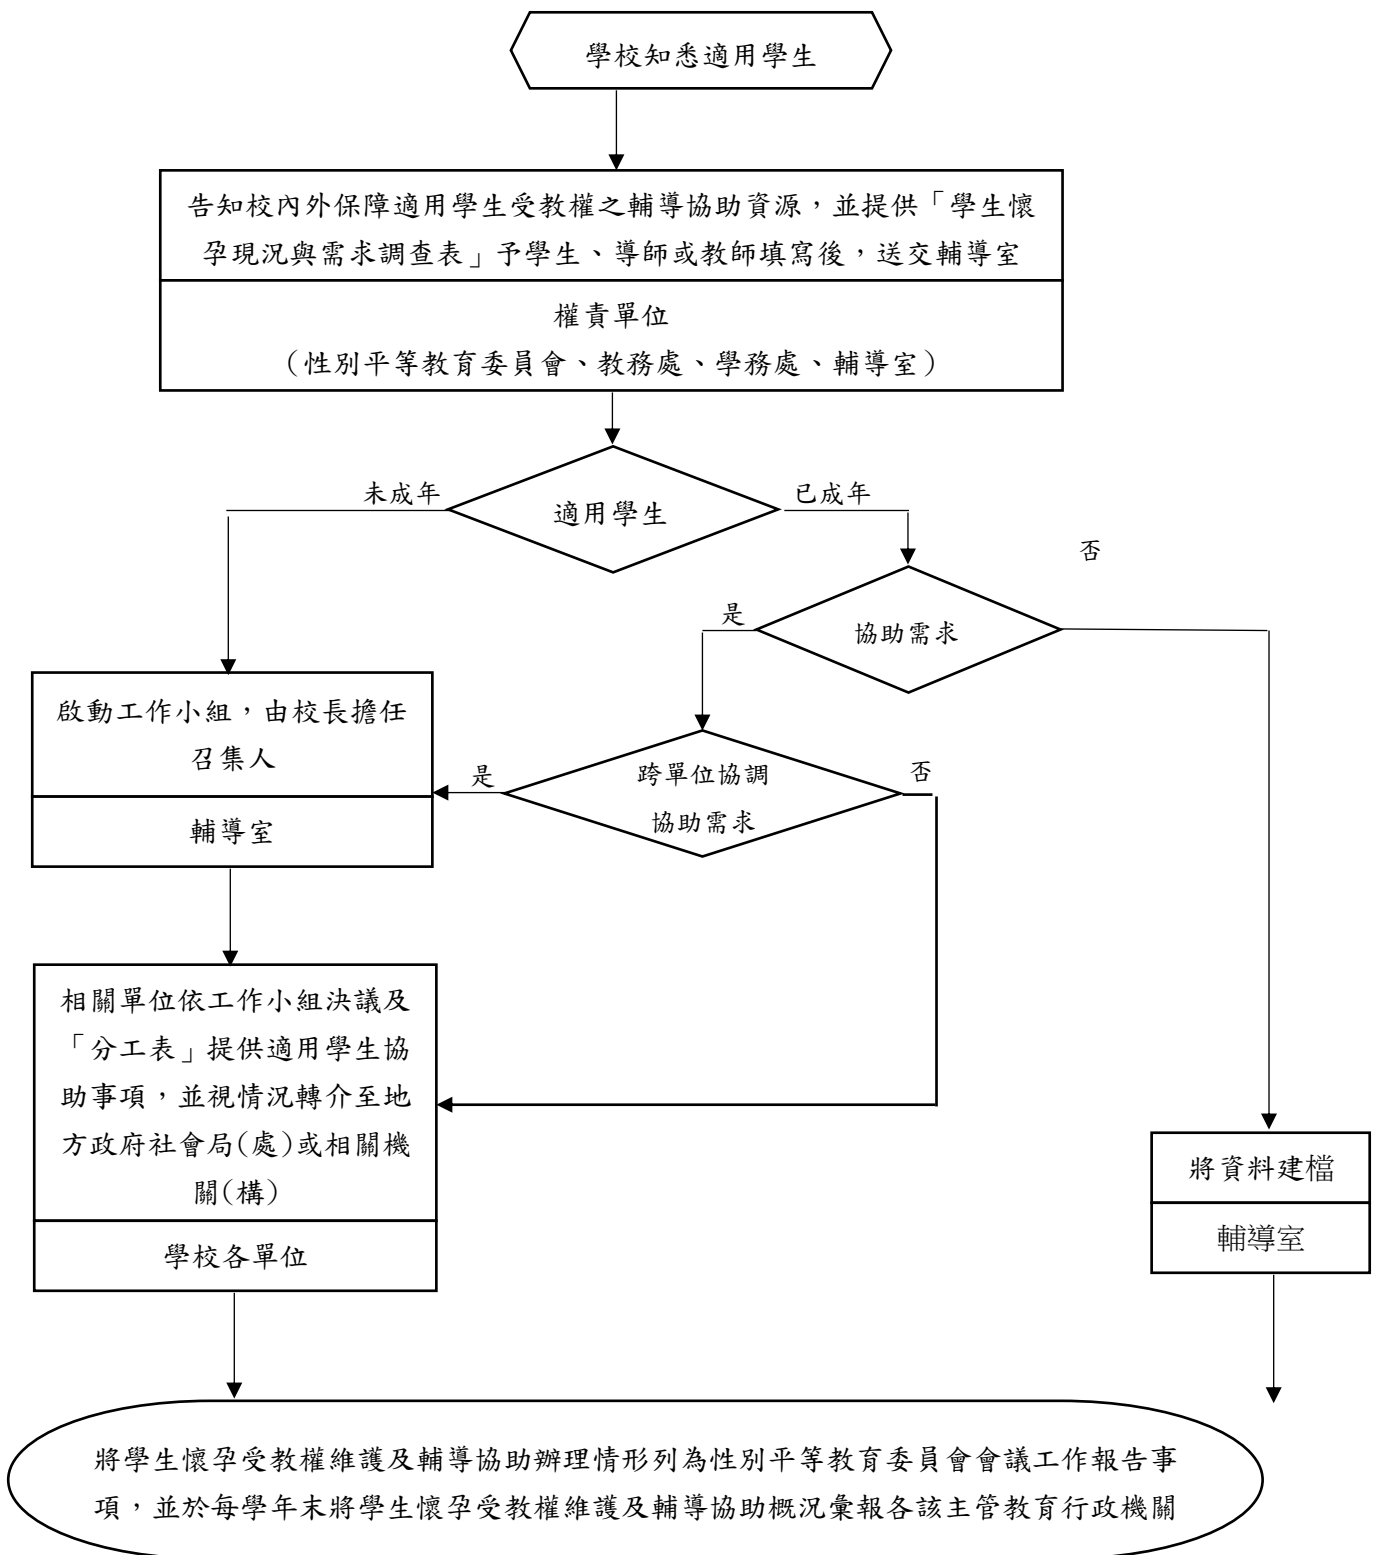 學校知悉適用學生
告知校內外保障適用學生受教權之輔導協助資源，並提供「學生懷
孕現況與需求調查表」予學生、導師或教師填寫後，送交輔導室
權責單位
（性別平等教育委員會、教務處、學務處、輔導室）
未成年
適用學生
已成年
否
是
協助需求
啟動工作小組，由校長擔任
召集人
輔導室
是
跨單位協調
協助需求
否
相關單位依工作小組決議及
「分工表」提供適用學生協
助事項，並視情況轉介至地
方政府社會局(處)或相關機
關(構)
學校各單位
將資料建檔
輔導室
將學生懷孕受教權維護及輔導協助辦理情形列為性別平等教育委員會會議工作報告事
項，並於每學年末將學生懷孕受教權維護及輔導協助概況彙報各該主管教育行政機關